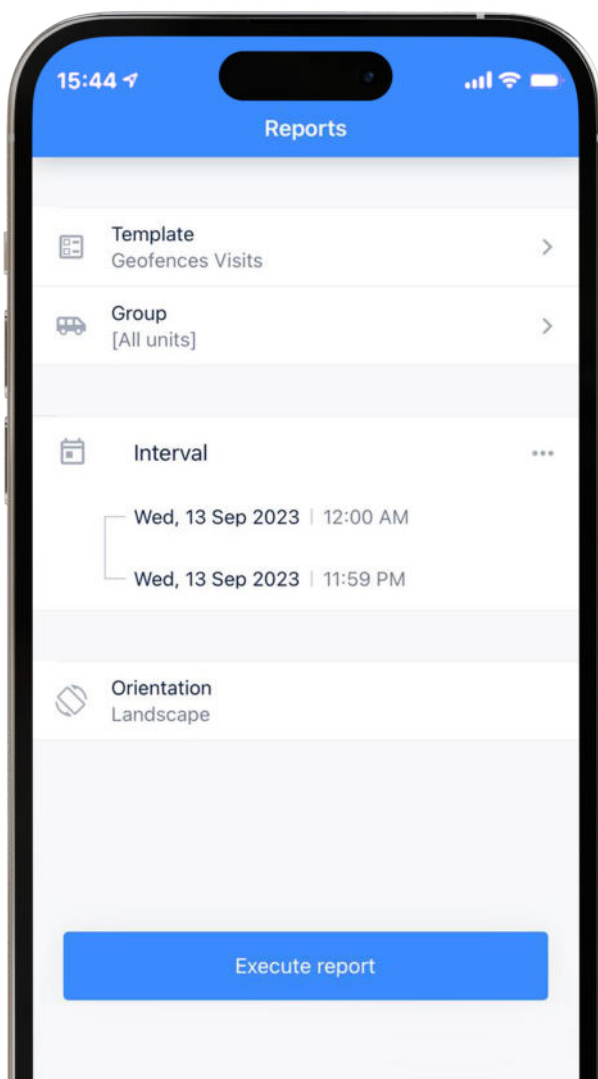 15:44
Reports
Template
Geofences Visits
Group
[All units]
Interval
Wed, 13 Sep 2023 | 12:00 AM
Wed, 13 Sep 2023 | 11:59 PM
Orientation
Landscape
Execute report